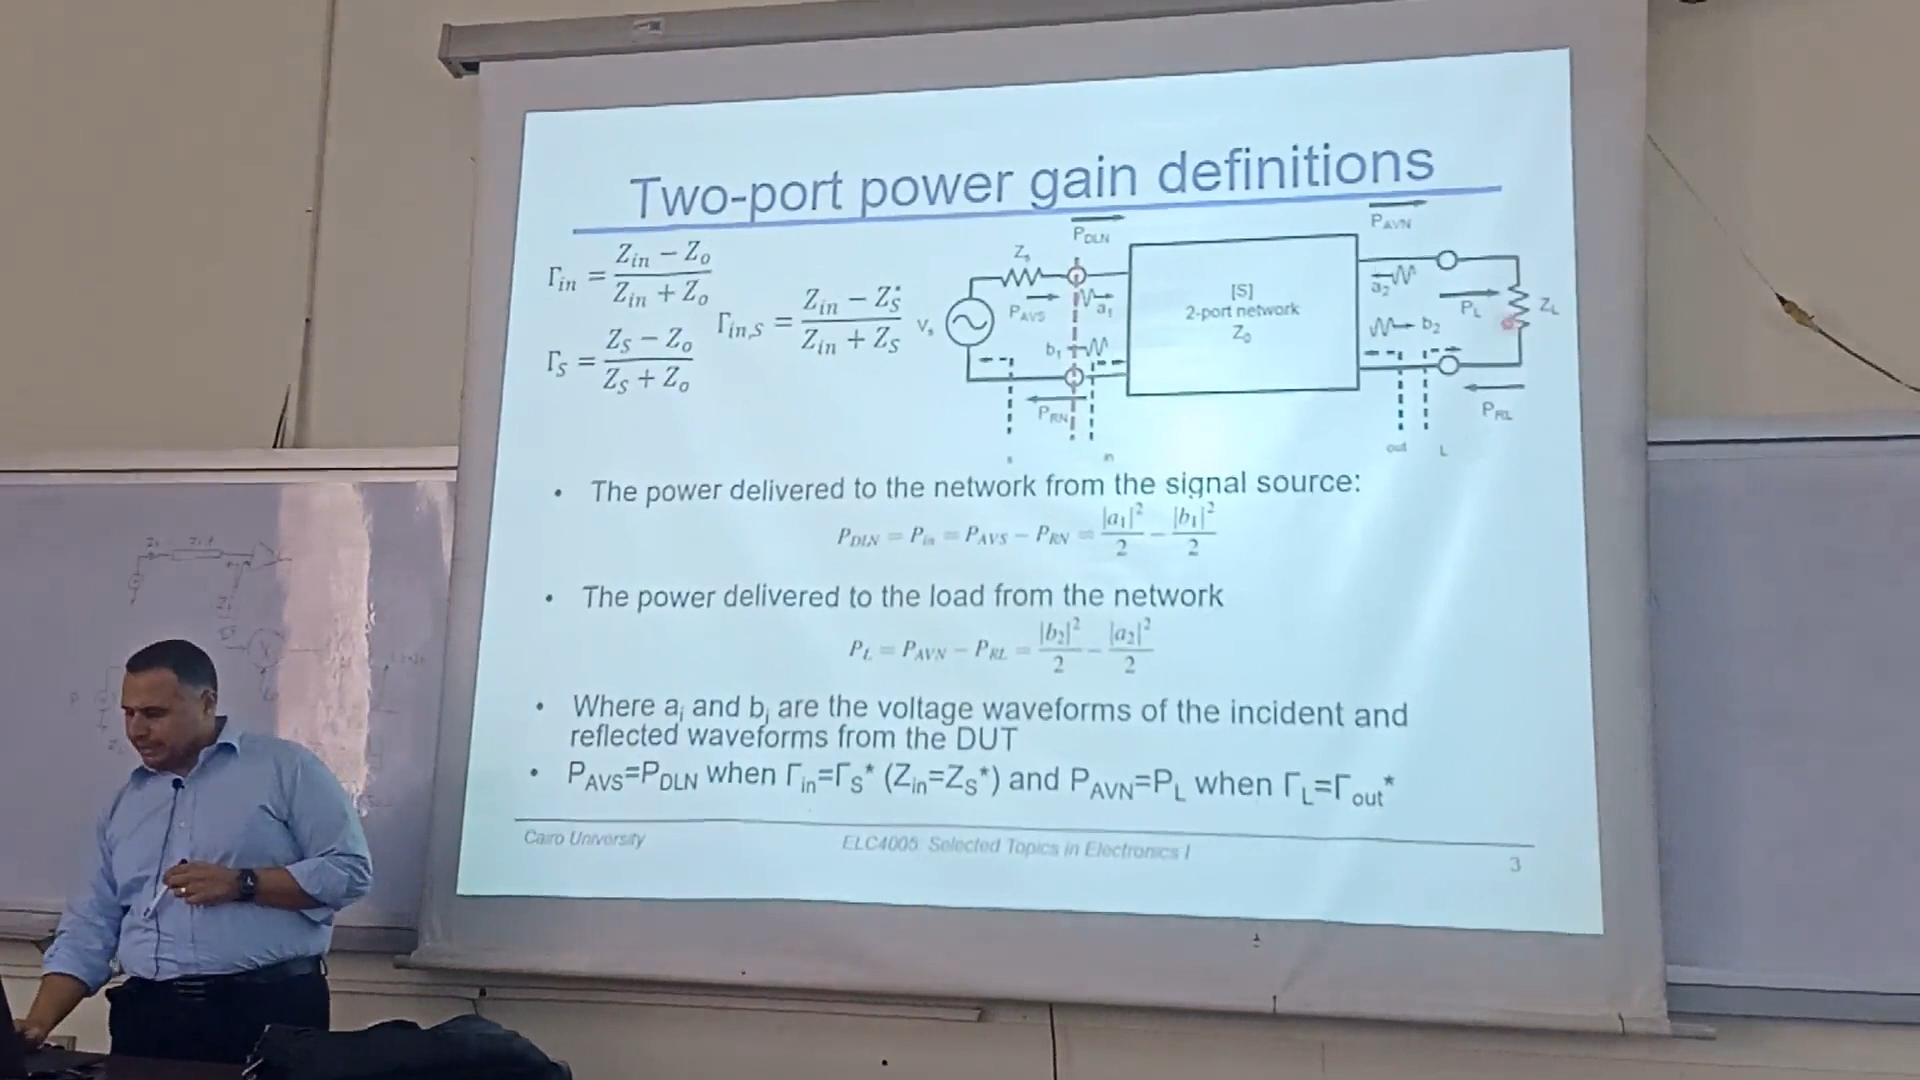 Two-port power gain definitions
Γin = (Zin − Zo) / (Zin + Zo)
ΓS = (ZS − Zo) / (ZS + Zo)
Γin,S = (Zin − ZS*) / (Zin + ZS)
PDLN
Zs
PAVS
a1
Vs
b1
PRN
s
in
[S]
2-port network
Zo
PAVN
a2
PL
ZL
b2
PRL
out
L
• The power delivered to the network from the signal source:
PDLN = Pin = PAVS − PRN = |a1|²/2 − |b1|²/2
• The power delivered to the load from the network
PL = PAVN − PRL = |b2|²/2 − |a2|²/2
• Where ai and bi are the voltage waveforms of the incident and
reflected waveforms from the DUT
• PAVS=PDLN when Γin=ΓS* (Zin=ZS*) and PAVN=PL when ΓL=Γout*
Cairo University
ELC4005: Selected Topics in Electronics I
3